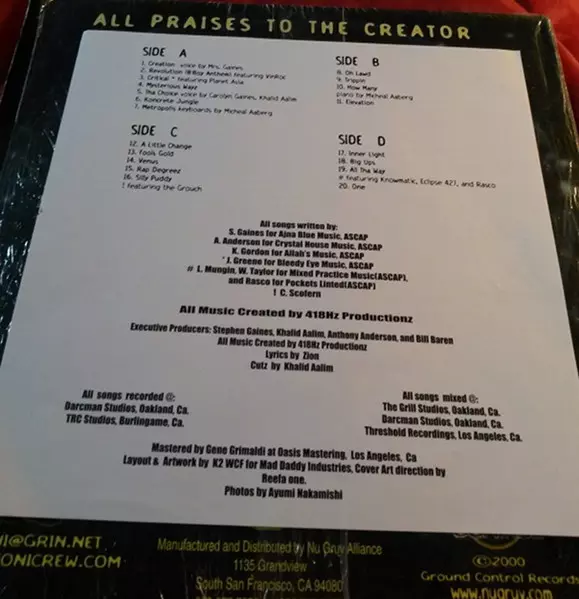 ALL PRAISES TO THE CREATOR
SIDE A
1. Creation voice by Mrs. Gaines
2. Revolution (B-Boy Anthem) featuring VinRoc
3. Critical * featuring Planet Asia
4. Mysterious Wayz
5. Tha Choice voice by Carolyn Gaines, Khalid Aalim
6. Koncrete Jungle
7. Metropolis keyboards by Micheal Aaberg
SIDE B
8. Oh Lawd
9. Trippin
10. How Many
piano by Micheal Aaberg
11. Elevation
SIDE C
12. A Little Change
13. Fools Gold
14. Venus
15. Rap Degreez
16. Silly Puddy
! featuring the Grouch
SIDE D
17. Inner Light
18. Big Ups
19. All Tha Way
# featuring Knowmatic, Eclipse 427, and Rasco
20. One
All songs written by:
S. Gaines for Ajna Blue Music, ASCAP
A. Anderson for Crystal House Music, ASCAP
K. Gordon for Allah's Music, ASCAP
* J. Greene for Bloody Eye Music, ASCAP
# L. Mungin, W. Taylor for Mixed Practice Music(ASCAP),
and Rasco for Pockets Linted(ASCAP)
! C. Scofern
All Music Created by 418Hz Productionz
Executive Producers: Stephen Gaines, Khalid Aalim, Anthony Anderson, and Bill Baren
All Music Created by 418Hz Productionz
Lyrics by Zion
Cutz by Khalid Aalim
All songs recorded @:
Darcman Studios, Oakland, Ca.
TRC Studios, Burlingame, Ca.
All songs mixed @:
The Grill Studios, Oakland, Ca.
Darcman Studios, Oakland, Ca.
Threshold Recordings, Los Angeles, Ca.
Mastered by Gene Grimaldi at Oasis Mastering, Los Angeles, Ca
Layout & Artwork by K2 WCF for Mad Daddy Industries, Cover Art direction by
Reefa one.
Photos by Ayumi Nakamishi
@GRIN.NET
ONICREW.COM
Manufactured and Distributed by Nu Gruv Alliance
1135 Grandview
South San Francisco, CA 94080
©2000
Ground Control Records
www.nugruv.com